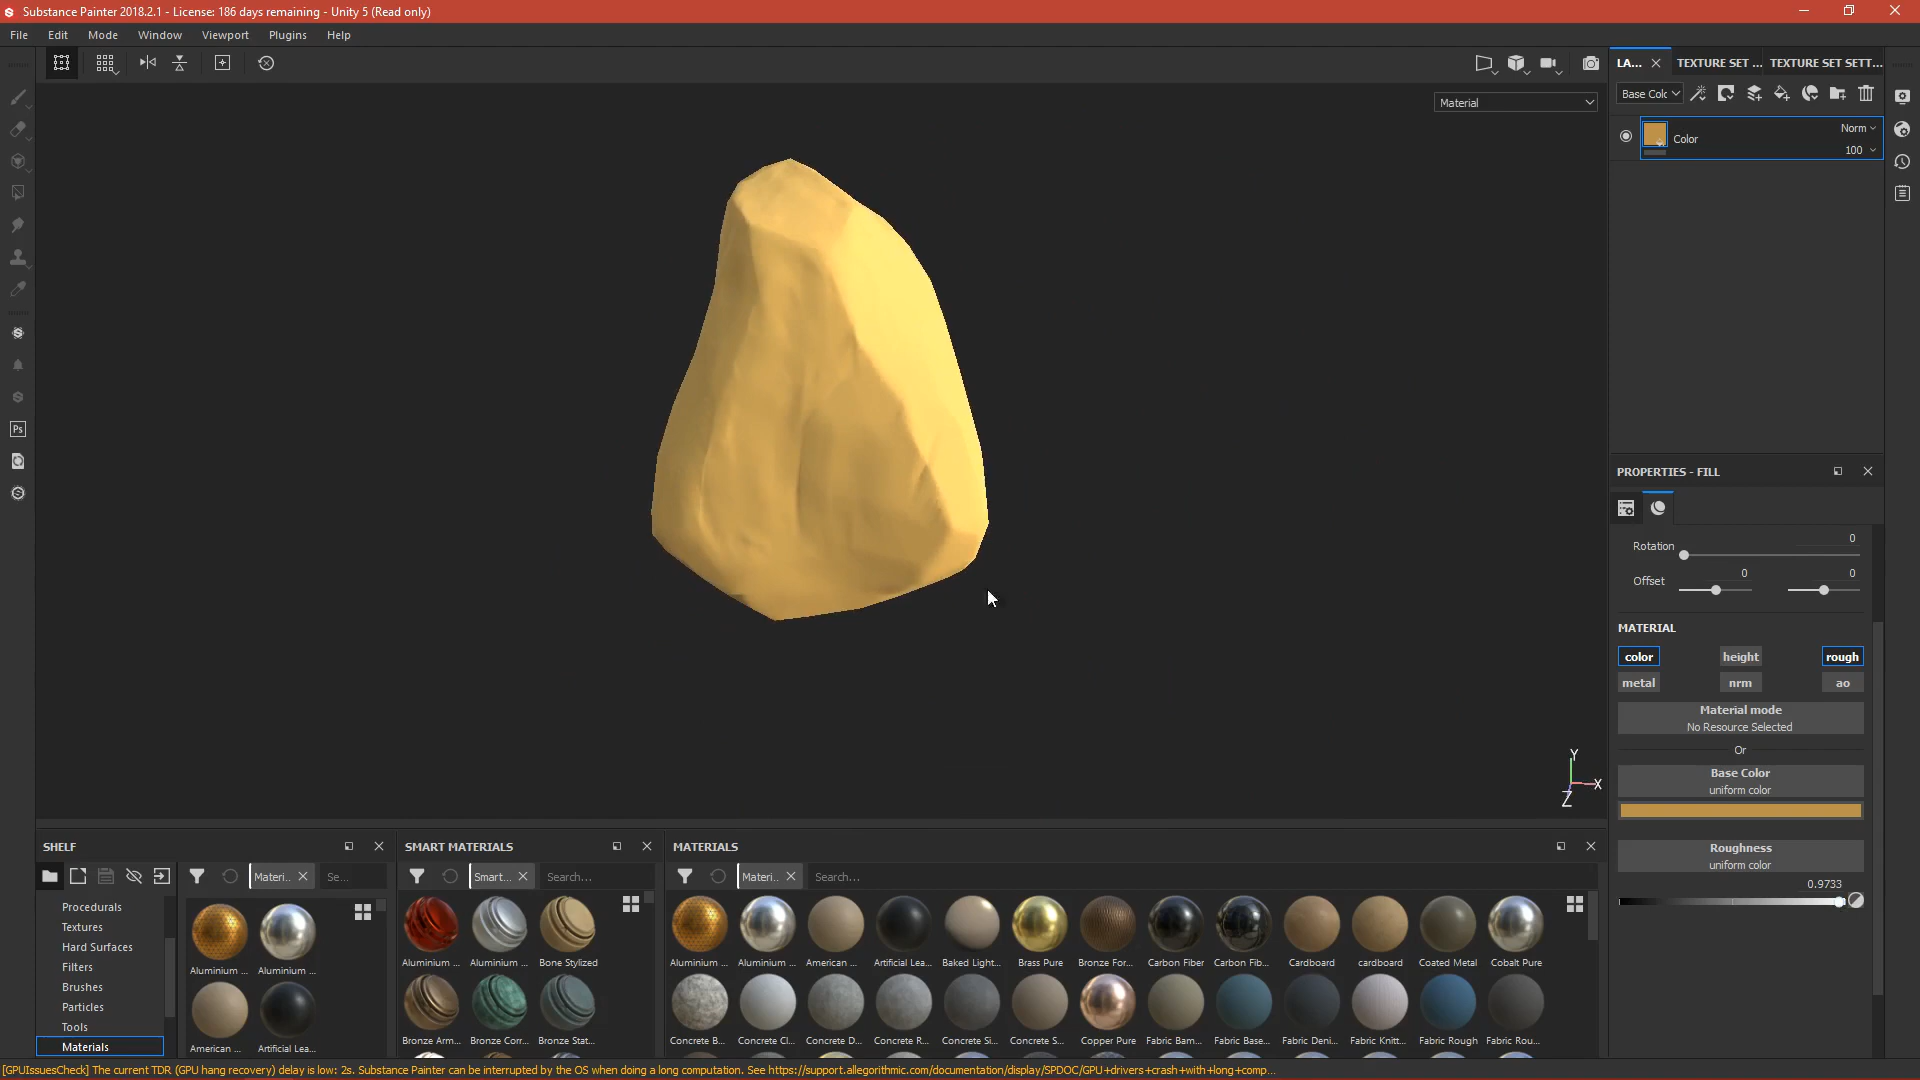 Substance Painter 2018.2.1 - License: 186 days remaining - Unity 5 (Read only)
File Edit Mode Window Viewport Plugins Help
Material
LA... TEXTURE SET ... TEXTURE SET SETT...
Base Colc
Color
Norm
100
PROPERTIES - FILL
Rotation 0
Offset 0 0
MATERIAL
color height rough
metal nrm ao
Material mode
No Resource Selected
Or
Base Color
uniform color
Roughness
uniform color
0.9733
Ps
Y
X
Z
SHELF
Materi... Se...
Procedurals
Textures
Hard Surfaces
Filters
Brushes
Particles
Tools
Materials
Aluminium ... Aluminium ...
American ... Artificial Lea...
SMART MATERIALS
Smart... Search...
Aluminium ... Aluminium ... Bone Stylized
Bronze Arm... Bronze Corr... Bronze Stat...
MATERIALS
Materi... Search...
Aluminium ... Aluminium ... American ... Artificial Lea... Baked Light... Brass Pure Bronze For... Carbon Fiber Carbon Fib... Cardboard cardboard Coated Metal Cobalt Pure
Concrete B... Concrete Cl... Concrete D... Concrete R... Concrete Si... Concrete S... Copper Pure Fabric Bam... Fabric Base... Fabric Deni... Fabric Knitt... Fabric Rough Fabric Rou...
[GPUIssuesCheck] The current TDR (GPU hang recovery) delay is low: 2s. Substance Painter can be interrupted by the OS when doing a long computation. See https://support.allegorithmic.com/documentation/display/SPDOC/GPU+drivers+crash+with+long+comp...